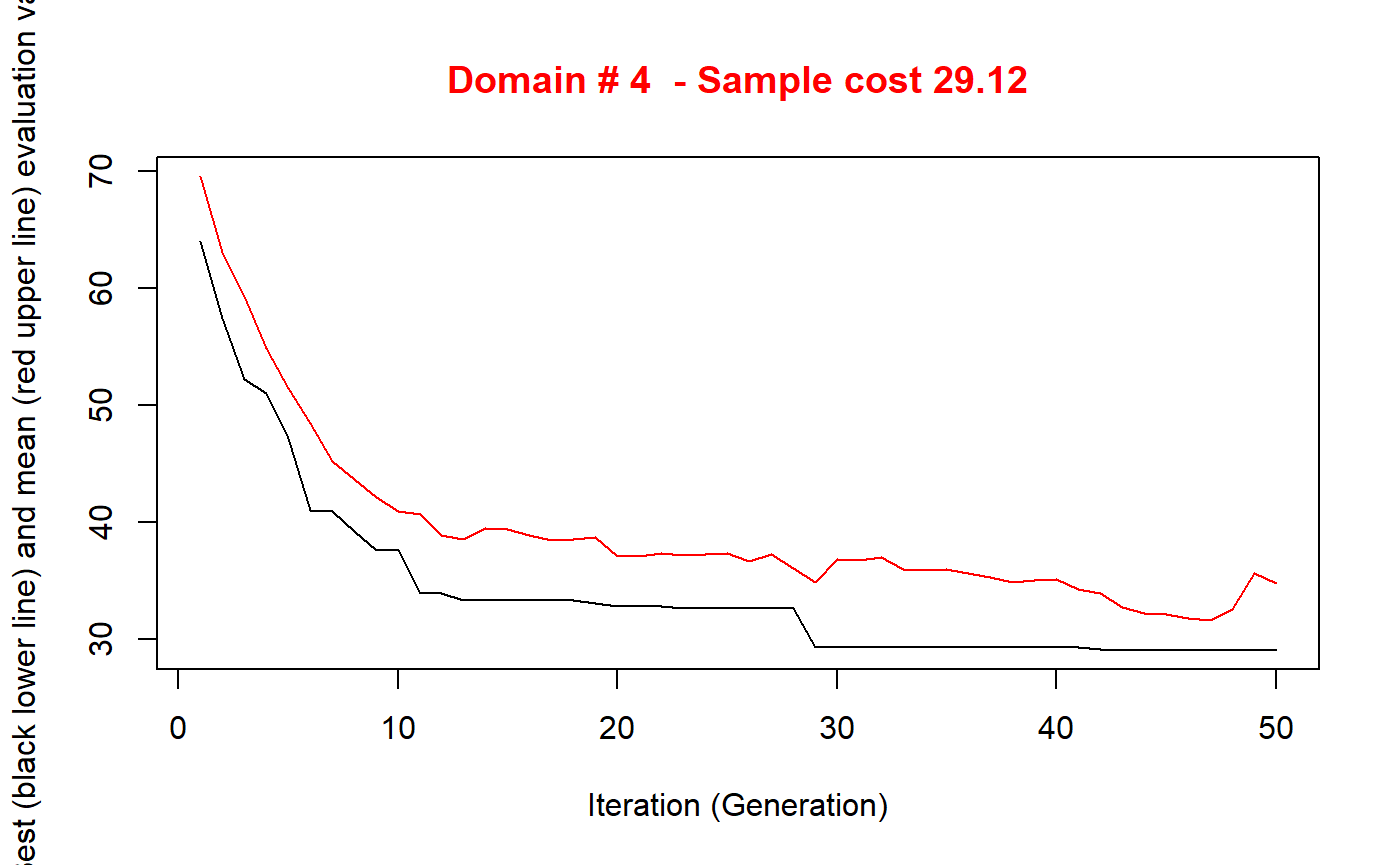 Domain # 4  - Sample cost 29.12
est (black lower line) and mean (red upper line) evaluation va
70
60
50
40
30
0 10 20 30 40 50
Iteration (Generation)